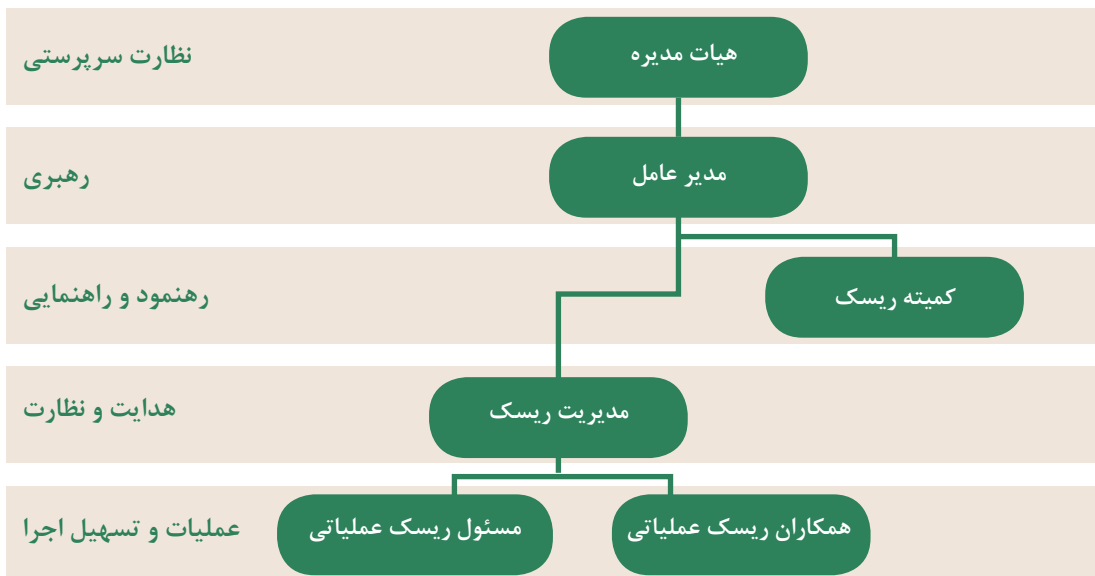 هیات مدیره
نظارت سرپرستی
مدیر عامل
رهبری
کمیته ریسک
رهنمود و راهنمایی
مدیریت ریسک
هدایت و نظارت
همکاران ریسک عملیاتی
مسئول ریسک عملیاتی
عملیات و تسهیل اجرا